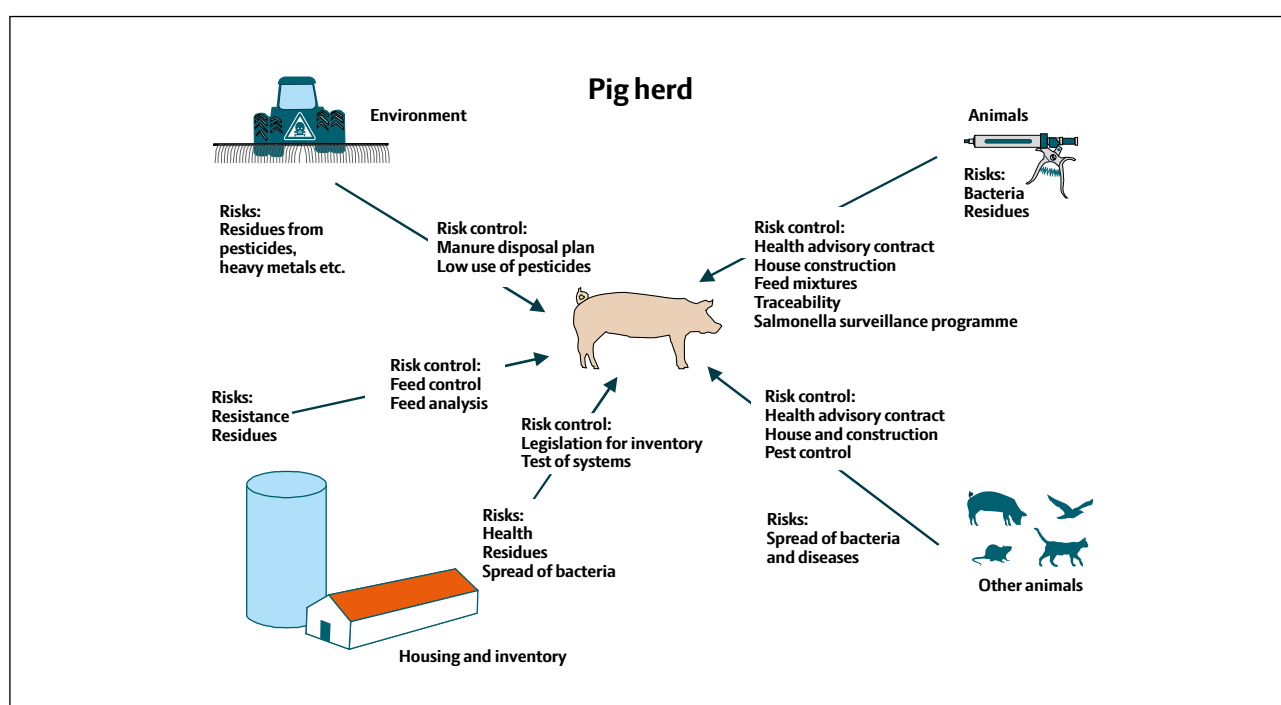 Pig herd
Environment
Risks:
Residues from
pesticides,
heavy metals etc.
Risk control:
Manure disposal plan
Low use of pesticides
Animals
Risks:
Bacteria
Residues
Risk control:
Health advisory contract
House construction
Feed mixtures
Traceability
Salmonella surveillance programme
Risks:
Resistance
Residues
Risk control:
Feed control
Feed analysis
Risk control:
Legislation for inventory
Test of systems
Risks:
Health
Residues
Spread of bacteria
Housing and inventory
Risk control:
Health advisory contract
House and construction
Pest control
Risks:
Spread of bacteria
and diseases
Other animals